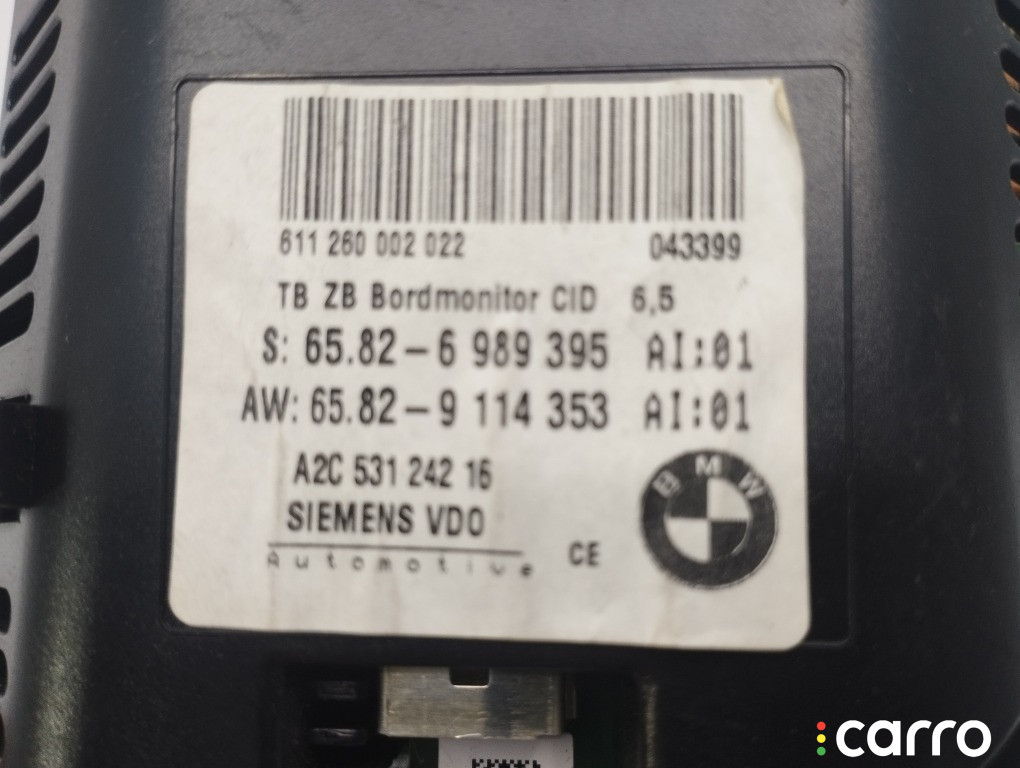 611 260 002 022 043399
TB ZB Bordmonitor CID 6,5
S: 65.82-6 989 395 AI:01
AW: 65.82-9 114 353 AI:01
A2C 531 242 16
SIEMENS VDO
Automotive
CE
BMW
carro